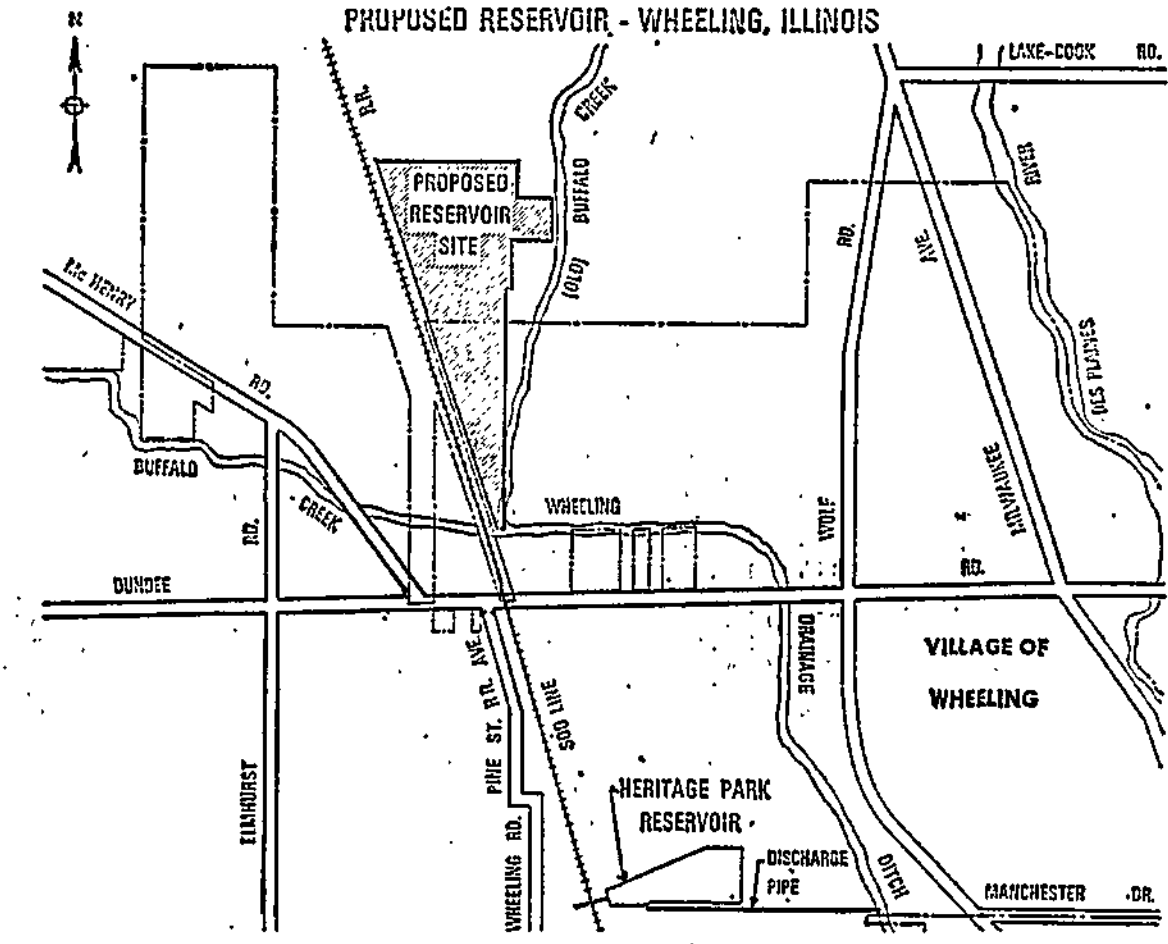 PROPOSED RESERVOIR - WHEELING, ILLINOIS
N
LAKE-COOK RD.
R.R.
CREEK
BUFFALO
(OLD)
PROPOSED
RESERVOIR
SITE
RIVER
RD.
AVE.
Mc HENRY
RD.
DES PLAINES
BUFFALO
CREEK
WHEELING
WOLF
MILWAUKEE
RD.
DUNDEE
RD.
DRAINAGE
VILLAGE OF
WHEELING
PINE ST. R.R. AVE.
SOO LINE
ELMHURST
HERITAGE PARK
RESERVOIR
WHEELING RD.
DISCHARGE
PIPE
DITCH
MANCHESTER DR.